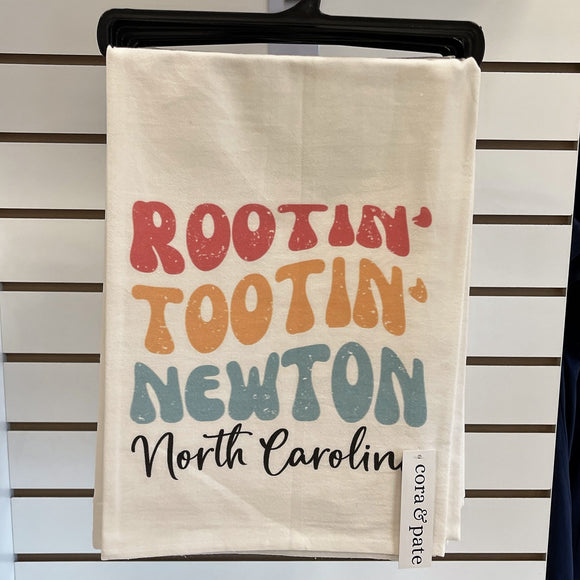 ROOTIN'
TOOTIN'
NEWTON
North Carolin
cora & pate